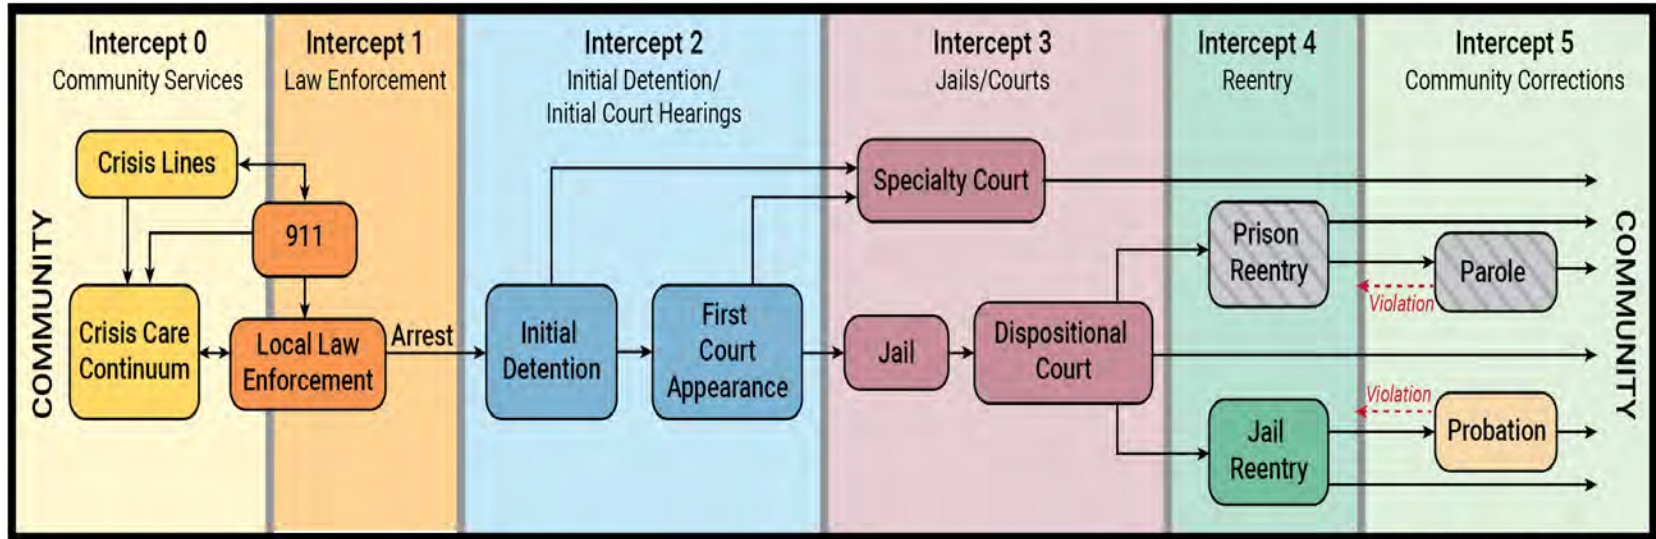 Intercept 0
Community Services
Intercept 1
Law Enforcement
Intercept 2
Initial Detention/
Initial Court Hearings
Intercept 3
Jails/Courts
Intercept 4
Reentry
Intercept 5
Community Corrections
COMMUNITY
Crisis Lines
911
Crisis Care
Continuum
Local Law
Enforcement
Arrest
Initial
Detention
First
Court
Appearance
Specialty Court
Jail
Dispositional
Court
Prison
Reentry
Parole
Violation
Jail
Reentry
Violation
Probation
COMMUNITY